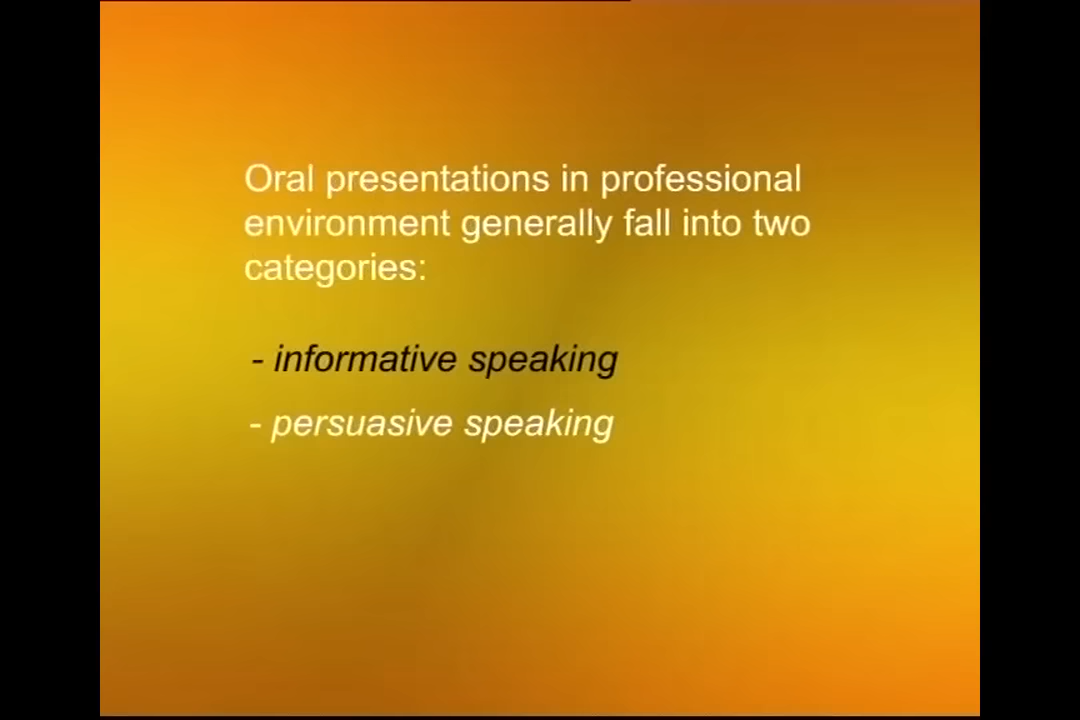 Oral presentations in professional
environment generally fall into two
categories:
- informative speaking
- persuasive speaking